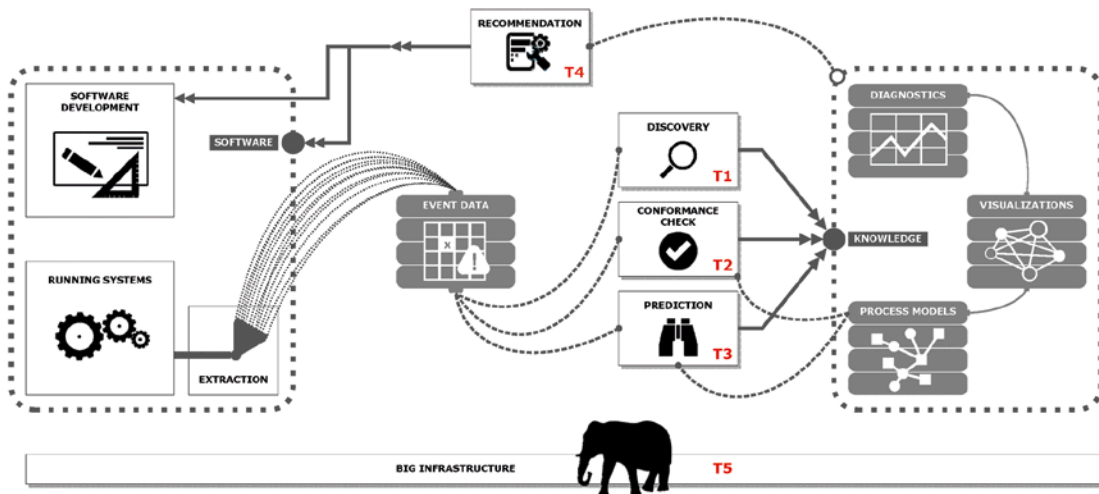 RECOMMENDATION
T4
SOFTWARE
DEVELOPMENT
SOFTWARE
RUNNING SYSTEMS
EXTRACTION
EVENT DATA
X
DISCOVERY
T1
CONFORMANCE
CHECK
T2
PREDICTION
T3
KNOWLEDGE
DIAGNOSTICS
VISUALIZATIONS
PROCESS MODELS
BIG INFRASTRUCTURE
T5